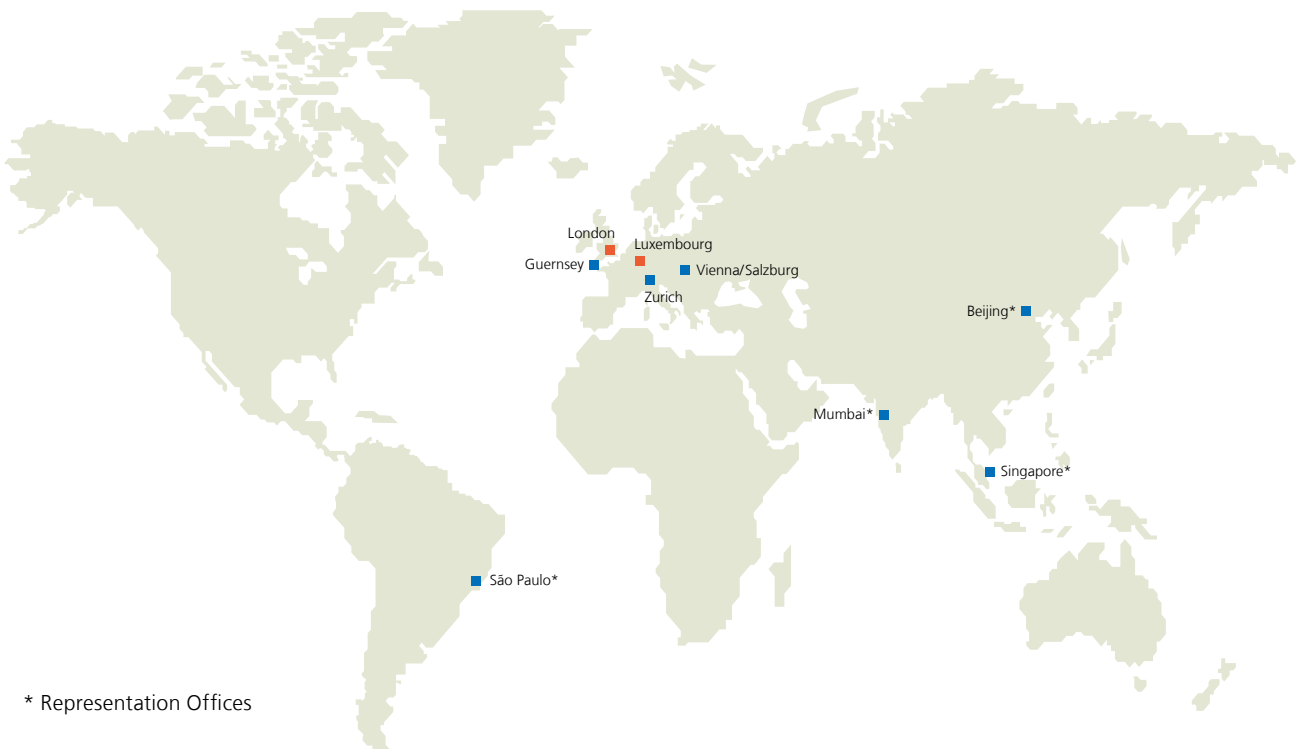 London
Luxembourg
Guernsey
Vienna/Salzburg
Zurich
Beijing*
Mumbai*
Singapore*
São Paulo*
* Representation Offices